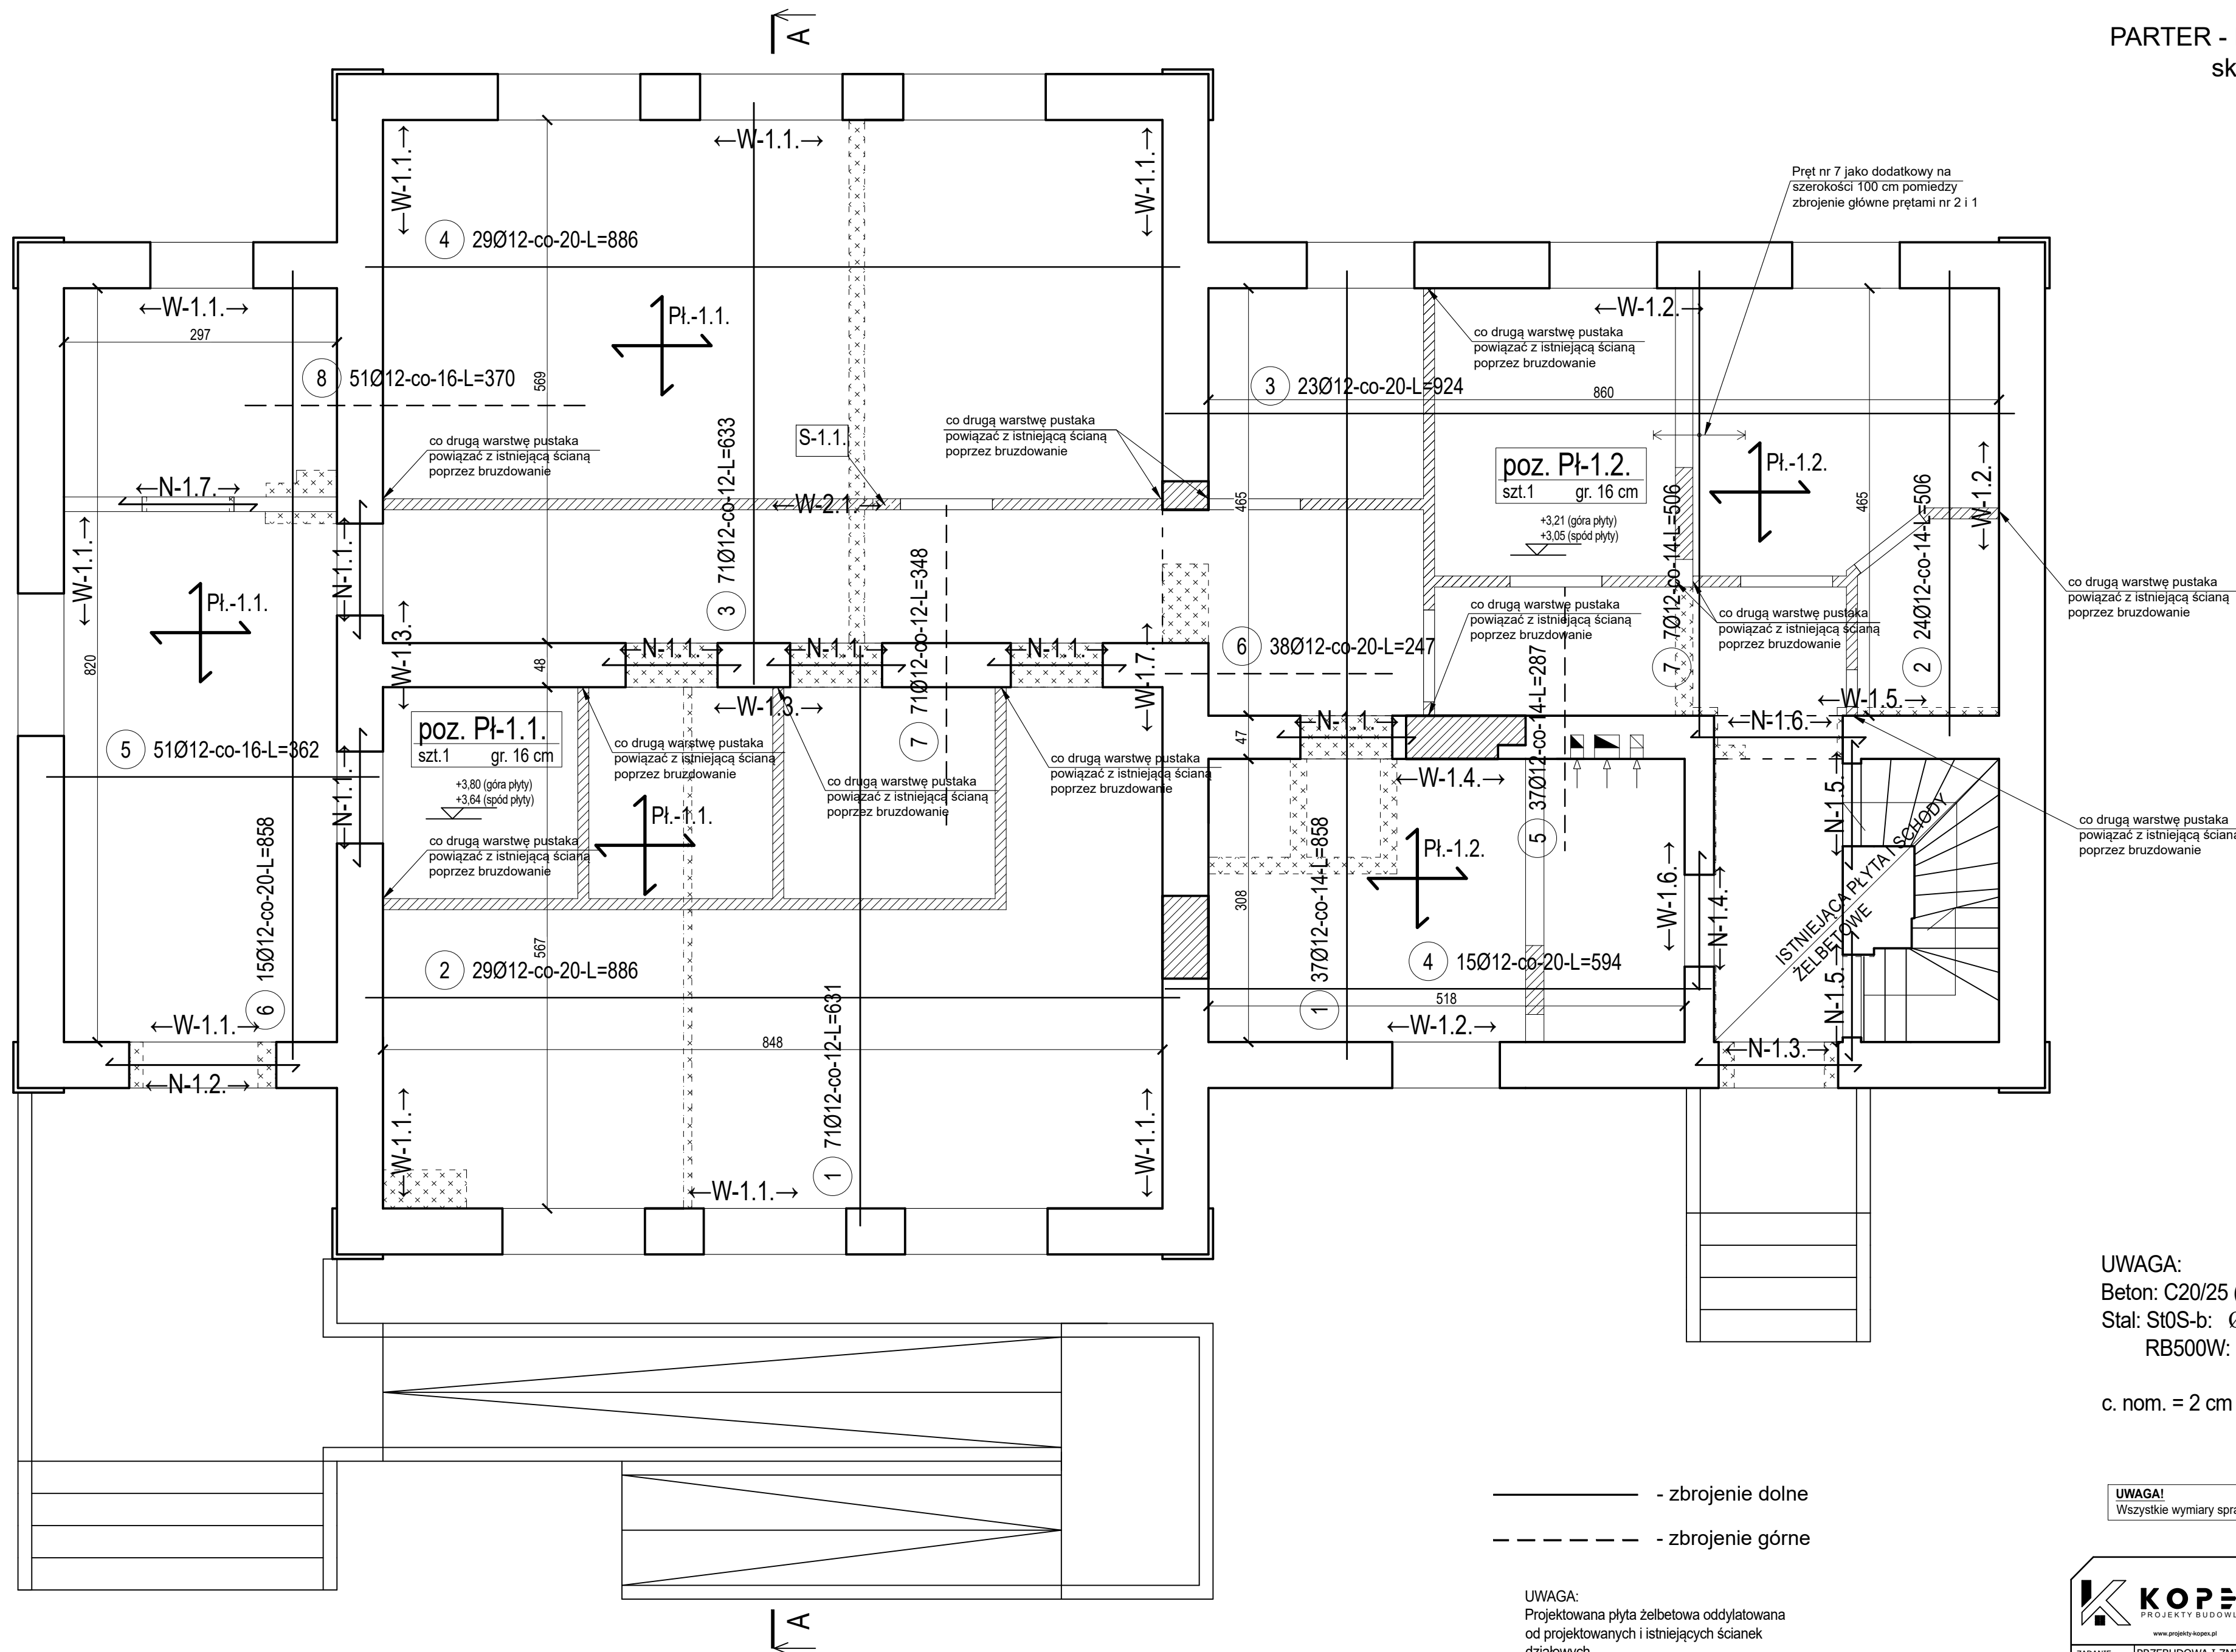 A
PARTER -
sk
←W-1.1.→
←W-1.1.→
←W-1.1.→
Pręt nr 7 jako dodatkowy na
szerokości 100 cm pomiedzy
zbrojenie główne prętami nr 2 i 1
4 29Ø12-co-20-L=886
←W-1.1.→
297
Pł.-1.1.
←W-1.2.→
co drugą warstwę pustaka
powiązać z istniejącą ścianą
poprzez bruzdowanie
8 51Ø12-co-16-L=370
569
3 23Ø12-co-20-L=924
860
co drugą warstwę pustaka
powiązać z istniejącą ścianą
poprzez bruzdowanie
S-1.1.
co drugą warstwę pustaka
powiązać z istniejącą ścianą
poprzez bruzdowanie
3 71Ø12-co-12-L=633
poz. Pł-1.2.
szt.1 gr. 16 cm
+3,21 (góra płyty)
+3,05 (spód płyty)
Pł.-1.2.
←W-1.2.→
465
465
←N-1.7.→
←W-2.1.→
←W-1.1.→
←N-1.1.→
7 71Ø12-co-12-L=348
7 7Ø12-co-14-L=506
2 24Ø12-co-14-L=506
co drugą warstwę pustaka
powiązać z istniejącą ścianą
poprzez bruzdowanie
Pł.-1.1.
co drugą warstwę pustaka
powiązać z istniejącą ścianą
poprzez bruzdowanie
co drugą warstwę pustaka
powiązać z istniejącą ścianą
poprzez bruzdowanie
820
←W-13.→
48
←N-1.1.→
←N-1.1.→
←N-1.1.→
←W-1.7.→
6 38Ø12-co-20-L=247
5 37Ø12-co-14-L=287
←W-1.3.→
←W-1.5.→
←N-1.6.→
←N-1.1.→
poz. Pł-1.1.
szt.1 gr. 16 cm
+3,80 (góra płyty)
+3,64 (spód płyty)
47
5 51Ø12-co-16-L=362
←N-1.1.→
co drugą warstwę pustaka
powiązać z istniejącą ścianą
poprzez bruzdowanie
co drugą warstwę pustaka
powiązać z istniejącą ścianą
poprzez bruzdowanie
co drugą warstwę pustaka
powiązać z istniejącą ścianą
poprzez bruzdowanie
←W-1.4.→
←N-1.5.→
Pł.-1.1.
co drugą warstwę pustaka
powiązać z istniejącą ścianą
poprzez bruzdowanie
co drugą warstwę pustaka
powiązać z istniejącą ścianą
poprzez bruzdowanie
Pł.-1.2.
←W-1.6.→
←N-1.4.→
ISTNIEJĄCA PŁYTA I SCHODY
ŻELBETOWE
6 15Ø12-co-20-L=858
1 37Ø12-co-14-L=858
308
567
2 29Ø12-co-20-L=886
4 15Ø12-co-20-L=594
518
←N-1.5.→
←W-1.1.→
←W-1.2.→
848
←N-1.3.→
←N-1.2.→
1 71Ø12-co-12-L=631
←W-1.1.→
←W-1.1.→
←W-1.1.→
UWAGA:
Beton: C20/25 (
Stal: St0S-b: Ø
RB500W:
c. nom. = 2 cm
- zbrojenie dolne
- zbrojenie górne
UWAGA!
Wszystkie wymiary spra
UWAGA:
Projektowana płyta żelbetowa oddylatowana
od projektowanych i istniejących ścianek
działowych
A
KOPE
PROJEKTY BUDOWL
www.projekty-kopex.pl